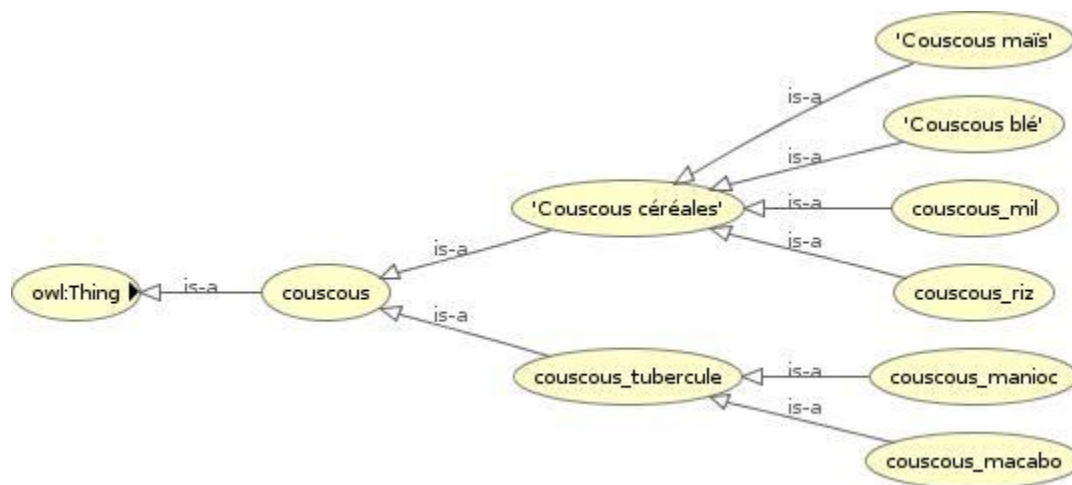 'Couscous maïs'
is-a
'Couscous blé'
is-a
'Couscous céréales'
is-a
couscous_mil
is-a
is-a
couscous_riz
owl:Thing
is-a
couscous
is-a
couscous_tubercule
is-a
couscous_manioc
is-a
couscous_macabo